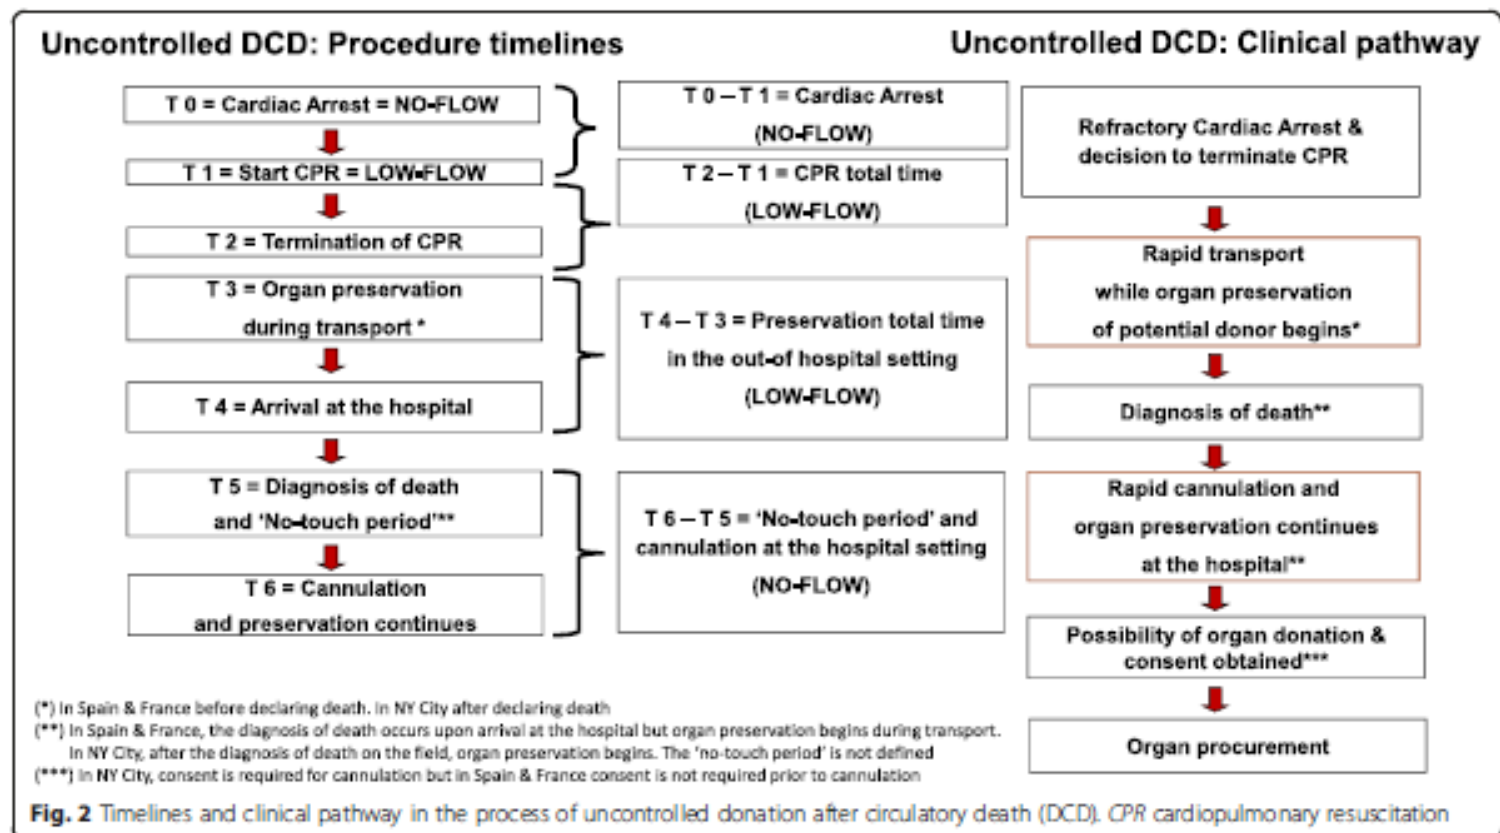 Uncontrolled DCD: Procedure timelines
T 0 = Cardiac Arrest = NO-FLOW
T 1 = Start CPR = LOW-FLOW
T 2 = Termination of CPR
T 3 = Organ preservation
during transport *
T 4 = Arrival at the hospital
T 5 = Diagnosis of death
and ‘No-touch period’**
T 6 = Cannulation
and preservation continues
T 0 – T 1 = Cardiac Arrest
(NO-FLOW)
T 2 – T 1 = CPR total time
(LOW-FLOW)
T 4 – T 3 = Preservation total time
in the out-of hospital setting
(LOW-FLOW)
T 6 – T 5 = ‘No-touch period’ and
cannulation at the hospital setting
(NO-FLOW)
Uncontrolled DCD: Clinical pathway
Refractory Cardiac Arrest &
decision to terminate CPR
Rapid transport
while organ preservation
of potential donor begins*
Diagnosis of death**
Rapid cannulation and
organ preservation continues
at the hospital**
Possibility of organ donation &
consent obtained***
Organ procurement
(*) In Spain & France before declaring death. In NY City after declaring death
(**) In Spain & France, the diagnosis of death occurs upon arrival at the hospital but organ preservation begins during transport.
In NY City, after the diagnosis of death on the field, organ preservation begins. The ‘no-touch period’ is not defined
(***) In NY City, consent is required for cannulation but in Spain & France consent is not required prior to cannulation
Fig. 2 Timelines and clinical pathway in the process of uncontrolled donation after circulatory death (DCD). CPR cardiopulmonary resuscitation